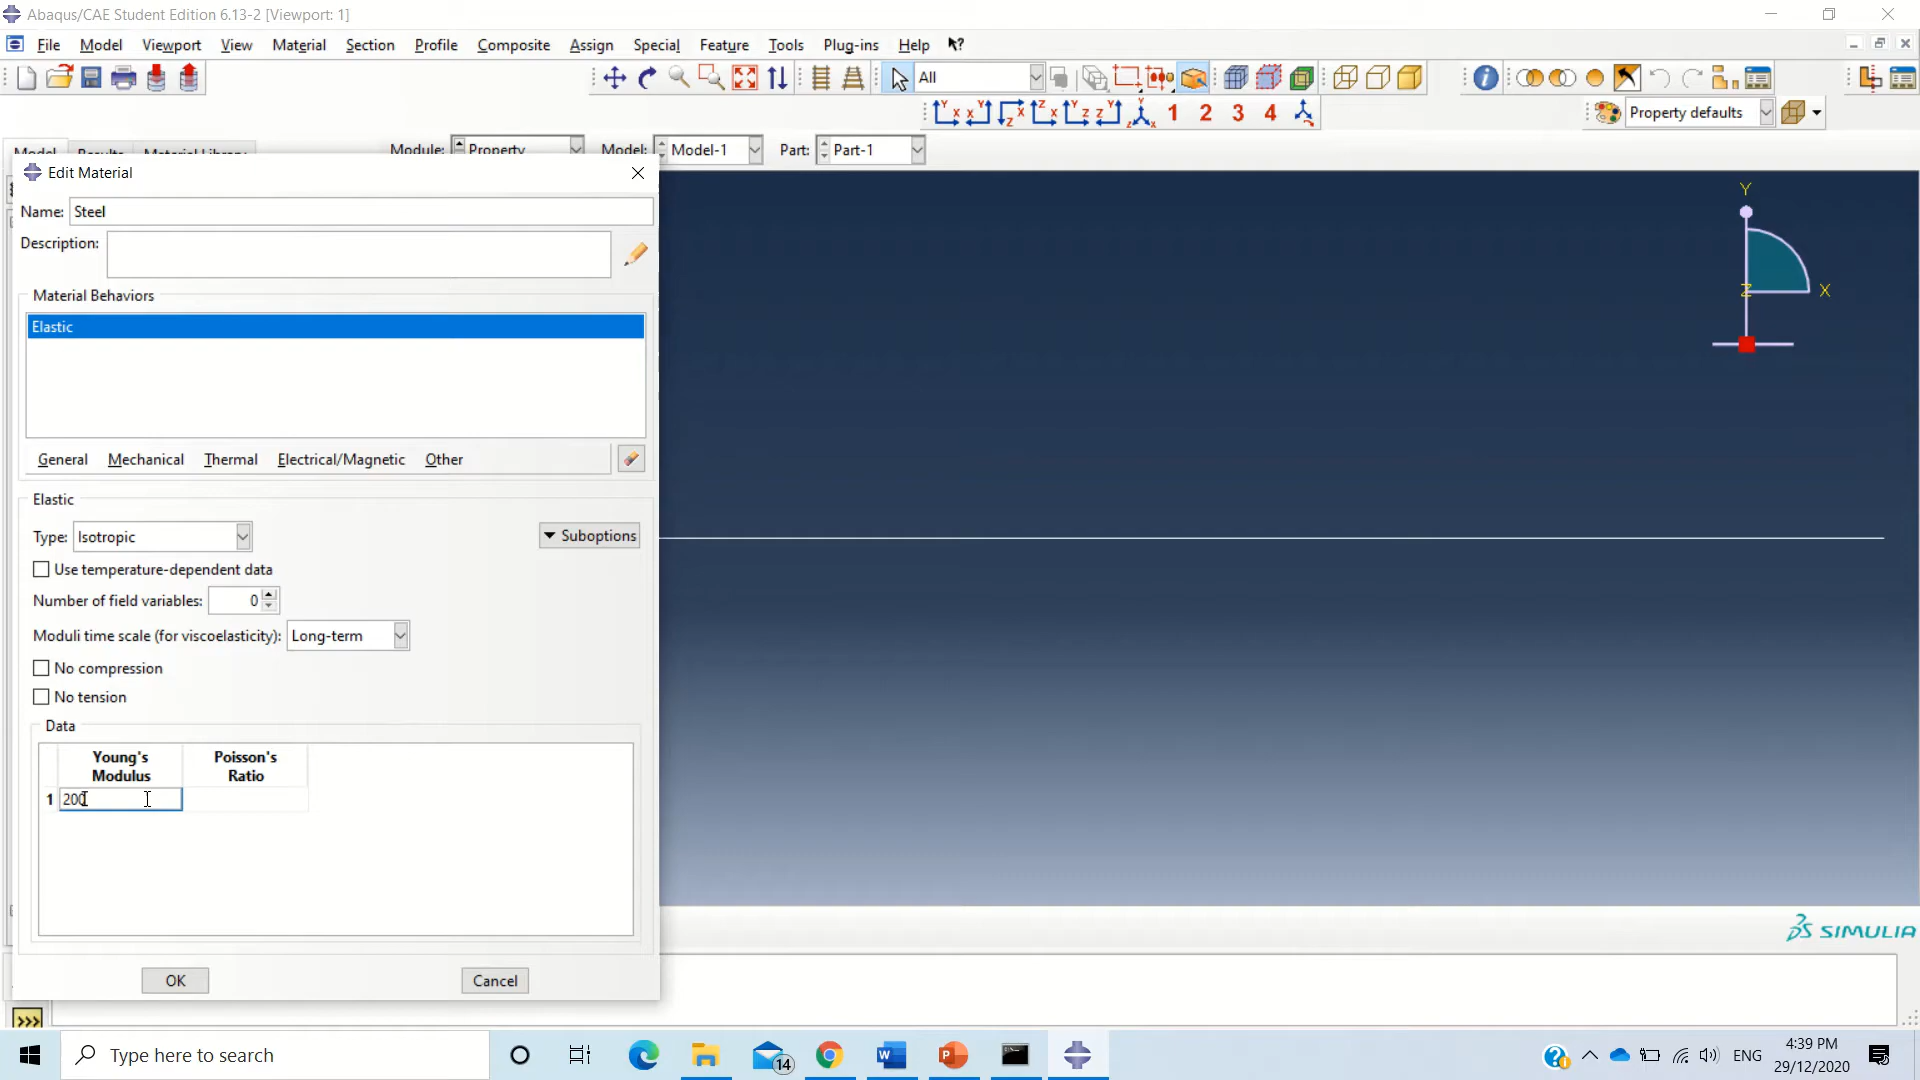 Abaqus/CAE Student Edition 6.13-2 [Viewport: 1]
File Model Viewport View Material Section Profile Composite Assign Special Feature Tools Plug-ins Help
All
1 2 3 4
Property defaults
Model Results Material Library Module: Property Model: Model-1 Part: Part-1
Edit Material
Name: Steel
Description:
Material Behaviors
Elastic
General Mechanical Thermal Electrical/Magnetic Other
Elastic
Type: Isotropic Suboptions
Use temperature-dependent data
Number of field variables: 0
Moduli time scale (for viscoelasticity): Long-term
No compression
No tension
Data
Young's Modulus Poisson's Ratio
1 200
OK Cancel
Y
Z X
SIMULIA
>>>
Type here to search
14
ENG
4:39 PM
29/12/2020